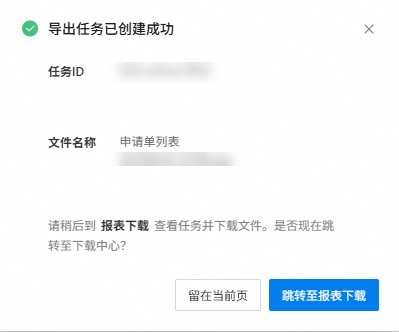 导出任务已创建成功
任务ID
文件名称 申请单列表
请稍后到 报表下载 查看任务并下载文件。是否现在跳
转至下载中心?
留在当前页 跳转至报表下载